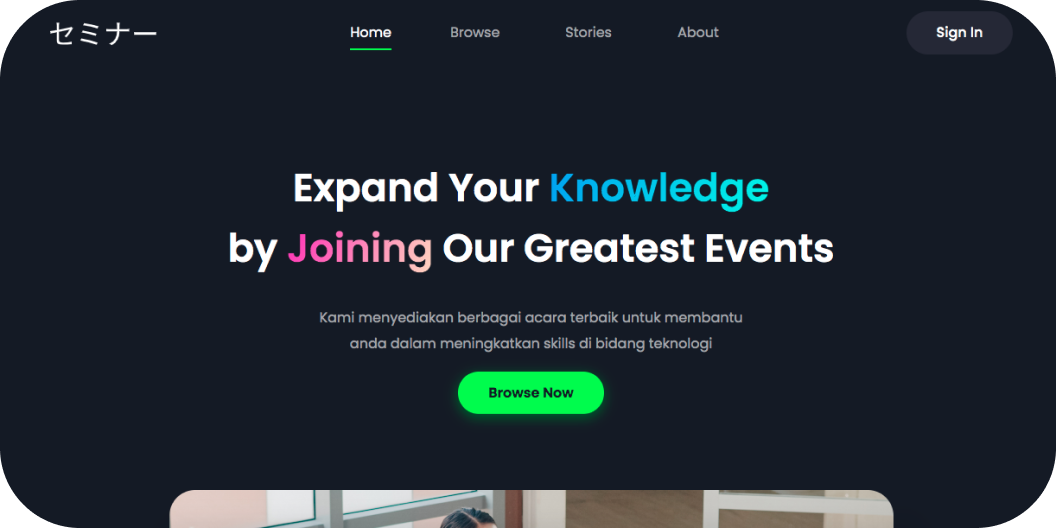 セミナー
Home
Browse
Stories
About
Sign In
Expand Your Knowledge
by Joining Our Greatest Events
Kami menyediakan berbagai acara terbaik untuk membantu
anda dalam meningkatkan skills di bidang teknologi
Browse Now